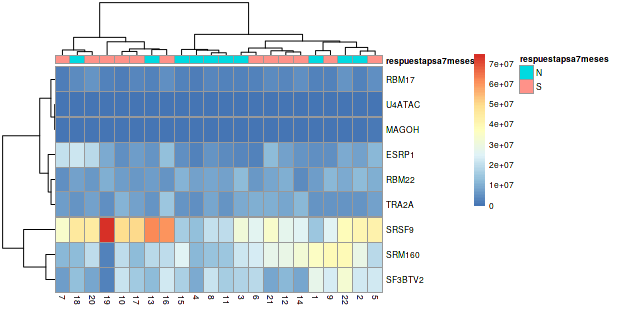 respuestapsa7meses
respuestapsa7meses
N
S
7e+07
6e+07
5e+07
4e+07
3e+07
2e+07
1e+07
0
RBM17
U4ATAC
MAGOH
ESRP1
RBM22
TRA2A
SRSF9
SRM160
SF3BTV2
7 18 20 19 10 17 13 16 15 4 8 11 3 6 21 12 14 1 9 22 2 5